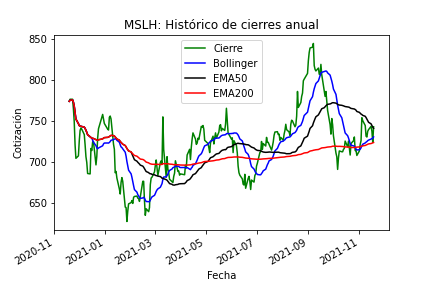 MSLH: Histórico de cierres anual
Cierre
Bollinger
EMA50
EMA200
Cotización
850
800
750
700
650
2020-11
2021-01
2021-03
2021-05
2021-07
2021-09
2021-11
Fecha